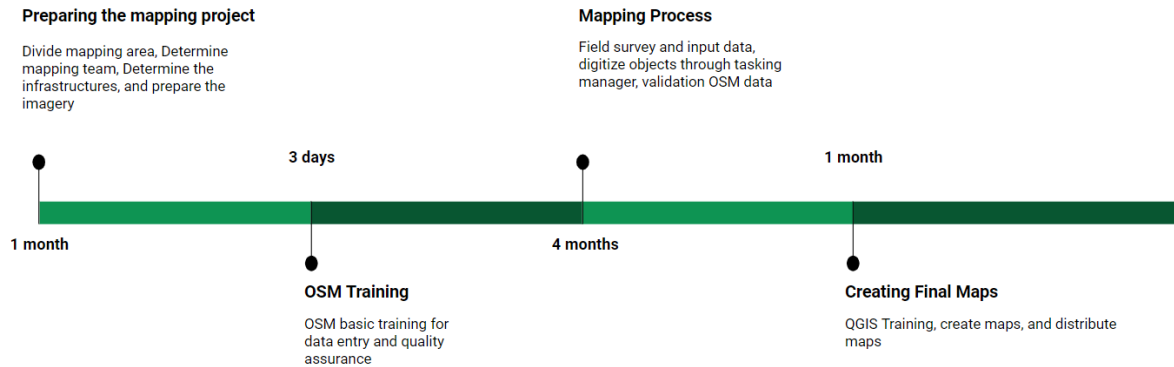 Preparing the mapping project
Divide mapping area, Determine
mapping team, Determine the
infrastructures, and prepare the
imagery
1 month
3 days
OSM Training
OSM basic training for
data entry and quality
assurance
Mapping Process
Field survey and input data,
digitize objects through tasking
manager, validation OSM data
4 months
1 month
Creating Final Maps
QGIS Training, create maps, and distribute
maps